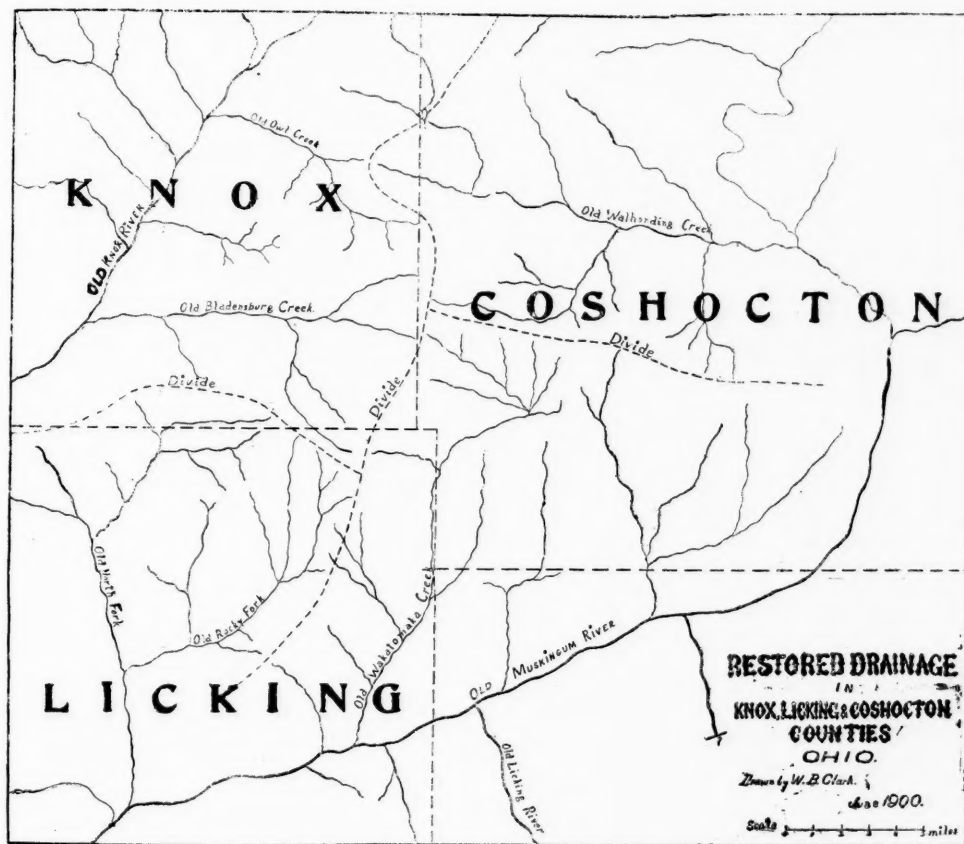 Old Owl Creek
KNOX
OLD KNOX RIVER
Old Walhonding Creek
Old Bladensburg Creek
COSHOCTON
Divide
Divide
Divide
Old North Fork
Old Rocky Fork
Old Wakatomaka Creek
LICKING
OLD MUSKINGUM RIVER
Old Licking River
RESTORED DRAINAGE
IN
KNOX, LICKING & COSHOCTON
COUNTIES
OHIO.
Drawn by W. B. Clark.
June 1900.
Scale miles